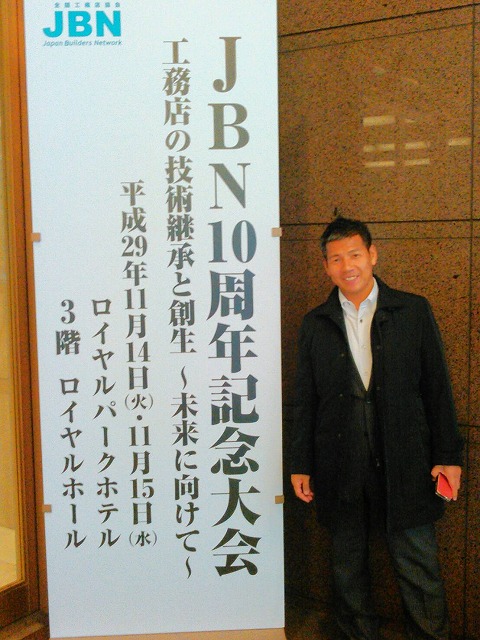 全国工務店協会
JBN
Japan Builders Network
JBN10周年記念大会
工務店の技術継承と創生 ～未来に向けて～
平成29年11月14日(火)・11月15日(水)
ロイヤルパークホテル
3階 ロイヤルホール